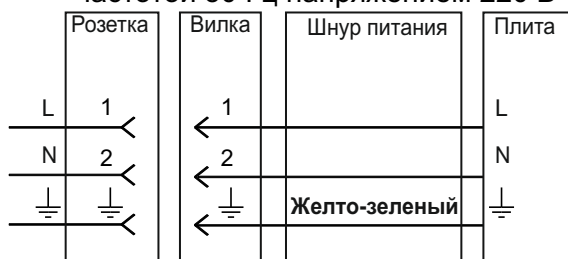 частотой 50 Гц напряжением 220 В
Розетка Вилка Шнур питания Плита
L 1 1 L
N 2 2 N
Желто-зеленый